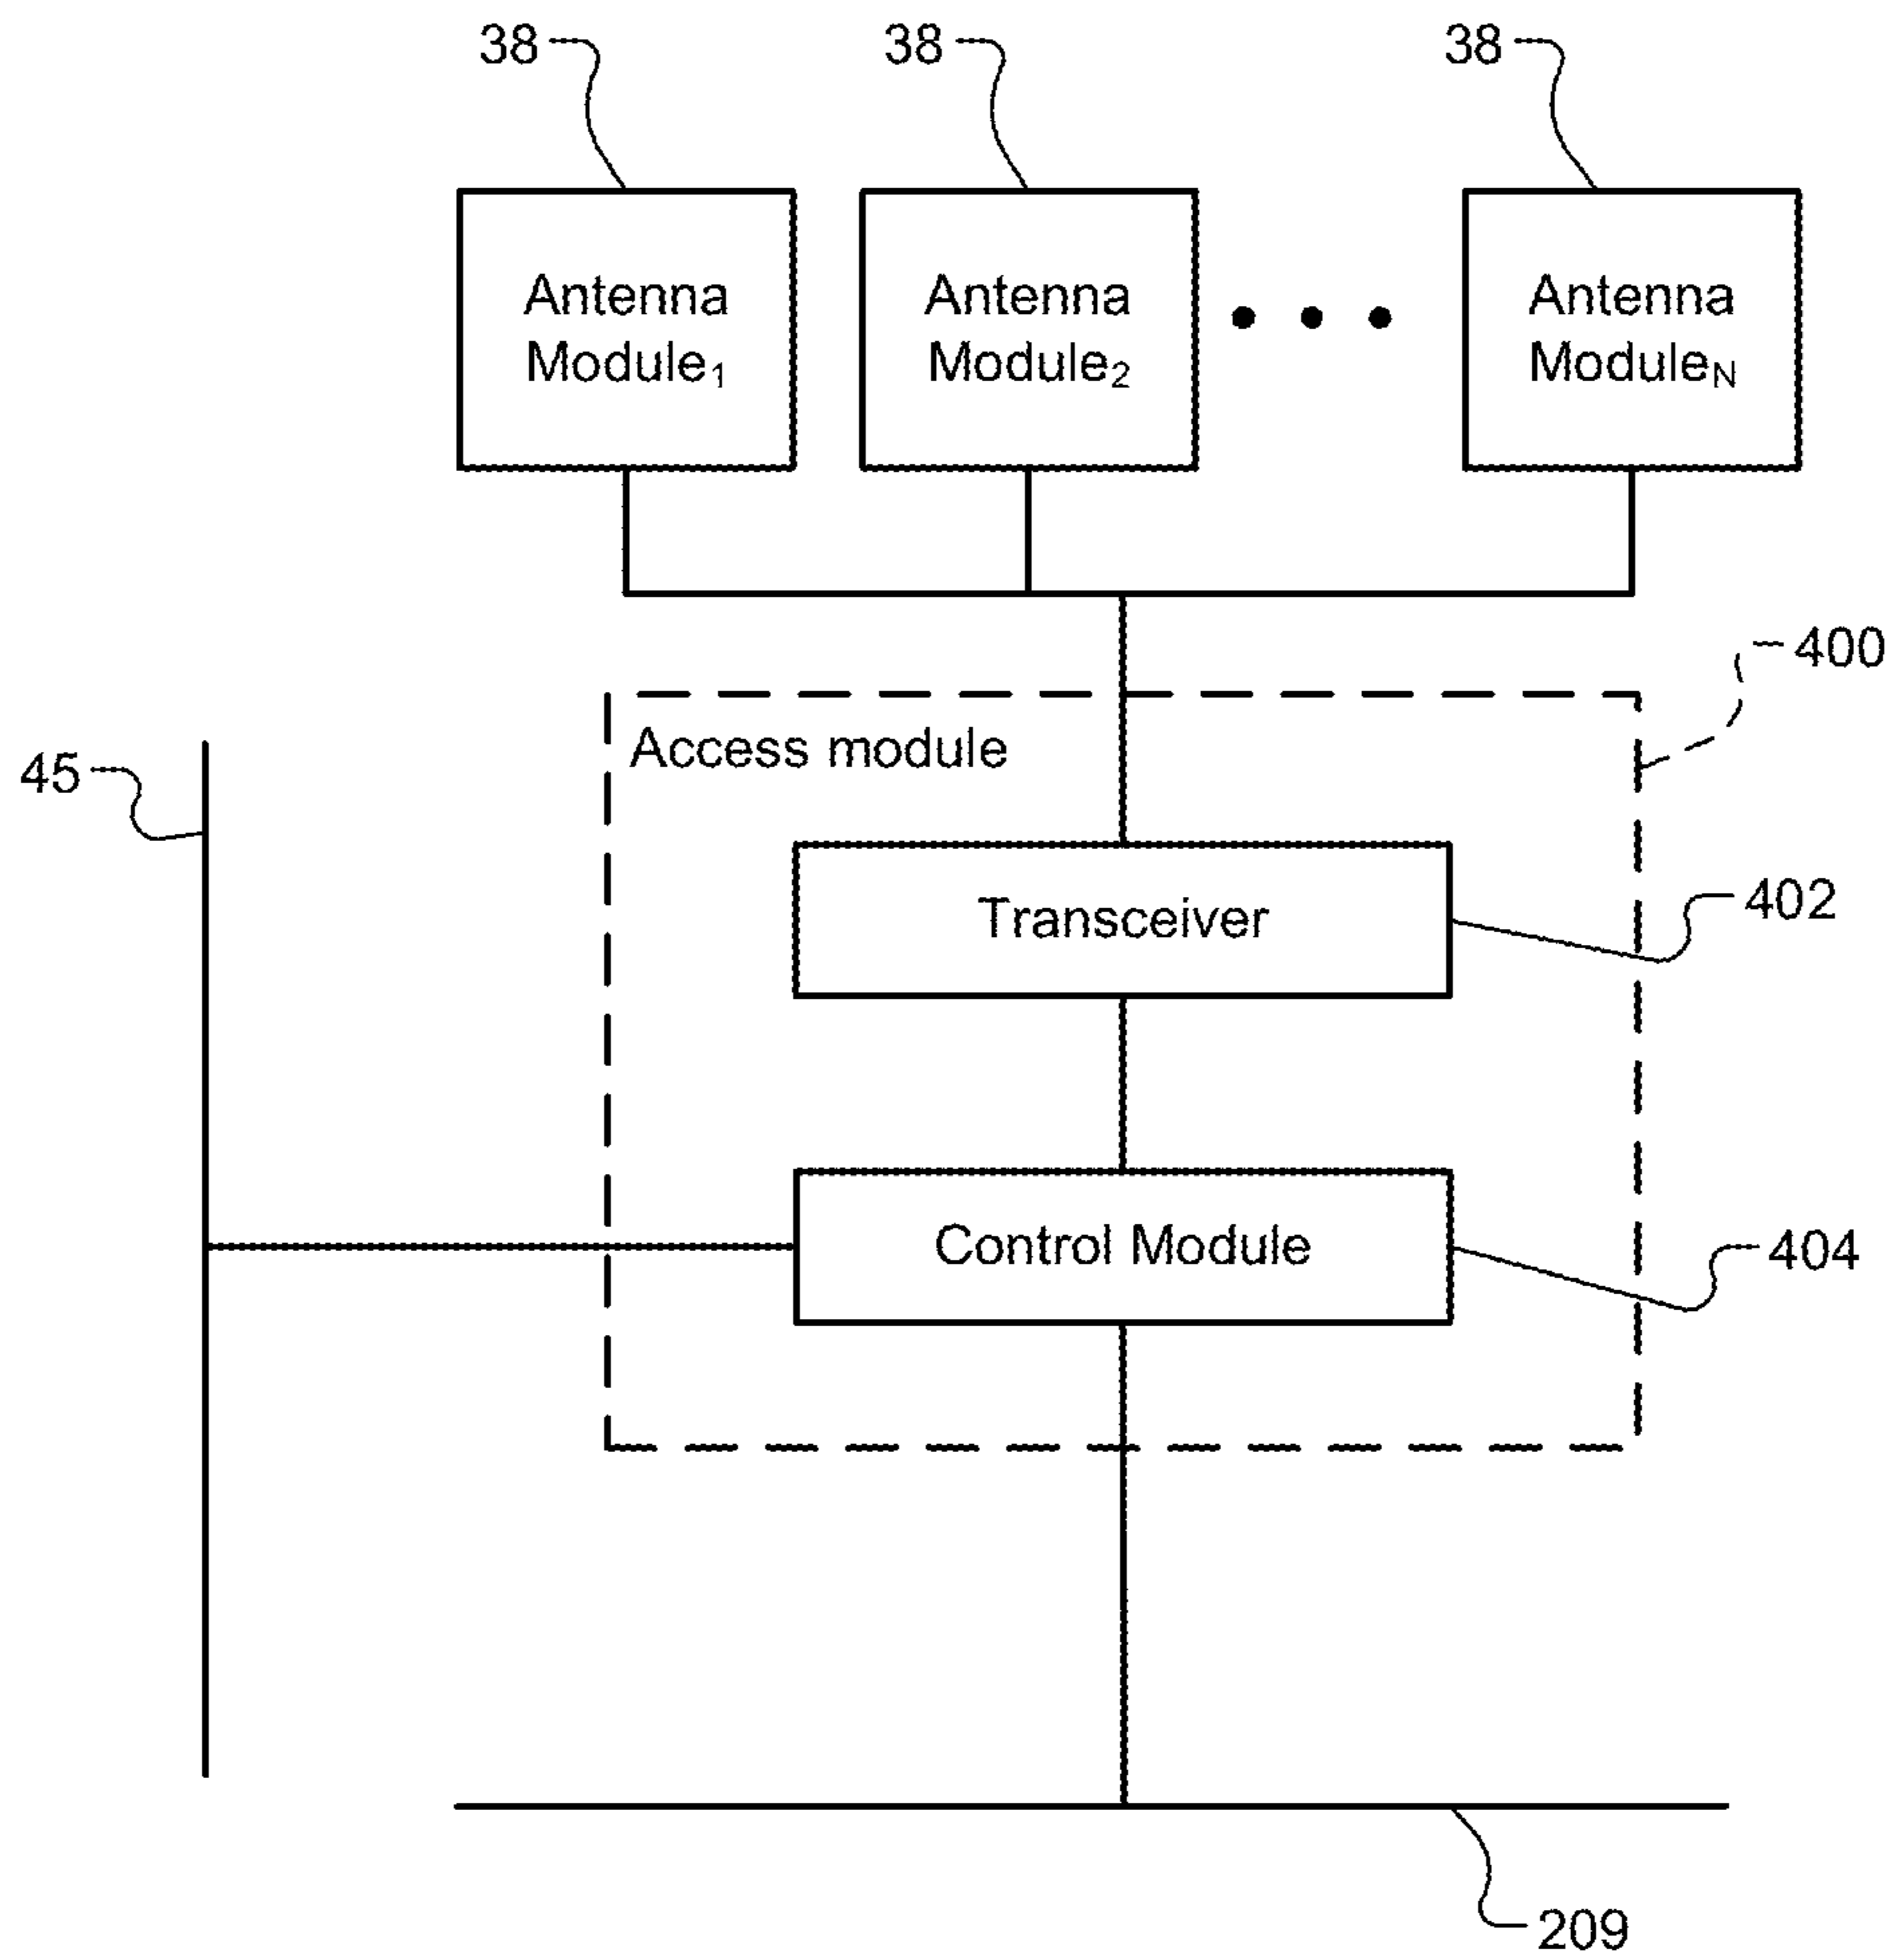 38 38 38
Antenna Antenna Antenna
Module₁ Module₂ Moduleₙ
400
Access module
45
402
Transceiver
404
Control Module
209